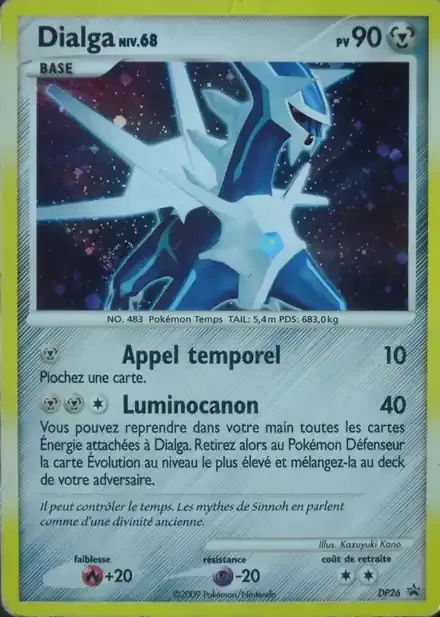 Dialga NIV.68 PV 90
BASE
NO. 483 Pokémon Temps TAIL: 5,4m PDS: 683,0kg
Appel temporel 10
Piochez une carte.
Luminocanon 40
Vous pouvez reprendre dans votre main toutes les cartes
Énergie attachées à Dialga. Retirez alors au Pokémon Défenseur
la carte Évolution au niveau le plus élevé et mélangez-la au deck
de votre adversaire.
Il peut contrôler le temps. Les mythes de Sinnoh en parlent
comme d'une divinité ancienne.
Illus. Kazuyuki Kano
faiblesse résistance coût de retraite
+20 -20
©2009 Pokémon/Nintendo DP26